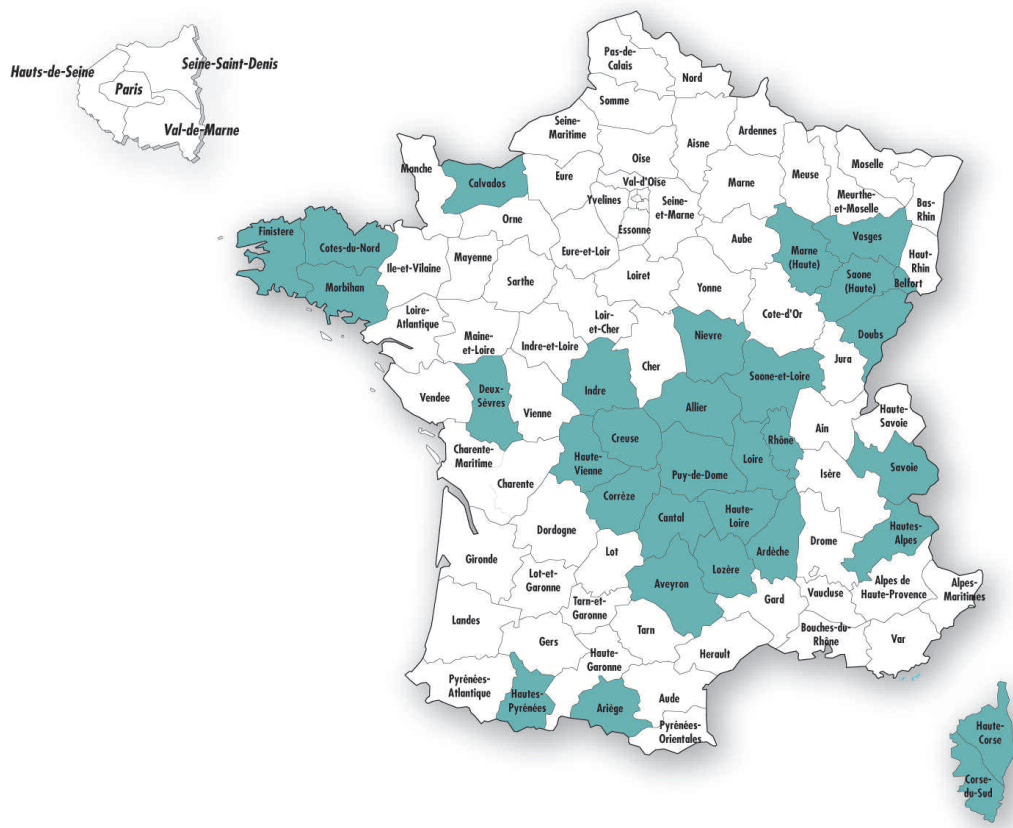 Hauts-de-Seine
Seine-Saint-Denis
Paris
Val-de-Marne
Pas-de-
Calais
Nord
Somme
Seine-
Maritime
Aisne
Ardennes
Oise
Manche
Calvados
Eure
Val-d'Oise
Yvelines
Seine-
et-Marne
Essonne
Marne
Meuse
Moselle
Meurthe-
et-Moselle
Bas-
Rhin
Orne
Aube
Finistere
Cotes-du-Nord
Morbihan
Ile-et-Vilaine
Mayenne
Sarthe
Eure-et-Loir
Loiret
Yonne
Marne
(Haute)
Vasges
Haut-
Rhin
Saone
(Haute)
Belfort
Loire-
Atlantique
Maine-
et-Loire
Indre-et-Loire
Loir-
et-Cher
Cher
Nievre
Cote-d'Or
Doubs
Jura
Vendee
Deux-
Sèvres
Vienne
Indre
Allier
Saone-et-Loire
Haute-
Savoie
Ain
Charente-
Maritime
Charente
Haute-
Vienne
Creuse
Puy-de-Dome
Loire
Rhône
Isère
Savoie
Corrèze
Cantal
Haute-
Loire
Ardèche
Drome
Hautes-
Alpes
Dordogne
Gironde
Lot
Lot-et-
Garonne
Aveyron
Lozére
Gard
Vaucluse
Alpes de
Haute-Provence
Alpes-
Maritimes
Landes
Tarn-et-
Garonne
Tarn
Gers
Haute-
Garonne
Herault
Bouches-du-
Rhône
Var
Pyrénées-
Atlantique
Hautes-
Pyrénées
Ariège
Aude
Pyrénées-
Orientales
Haute-
Corse
Corse-
du-Sud